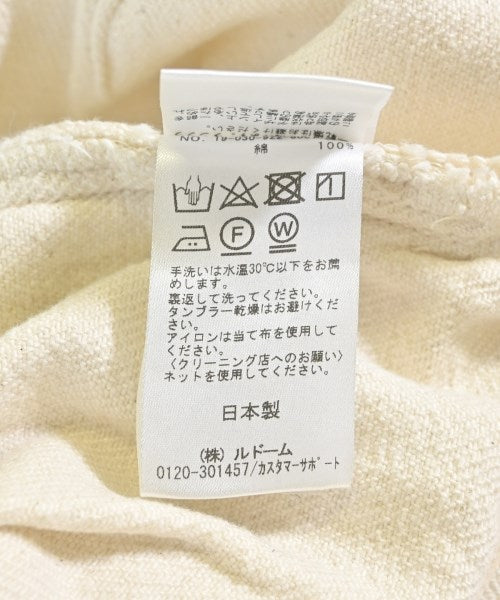 綿 100%
手洗いは水温30℃以下をお薦
めします。
裏返して洗ってください。
タンブラー乾燥はお避けくださ
い。
アイロンは当て布を使用して
ください。
〈クリーニング店へのお願い〉
ネットを使用してください。
日本製
(株) ルドーム
0120-301457/カスタマーサポート